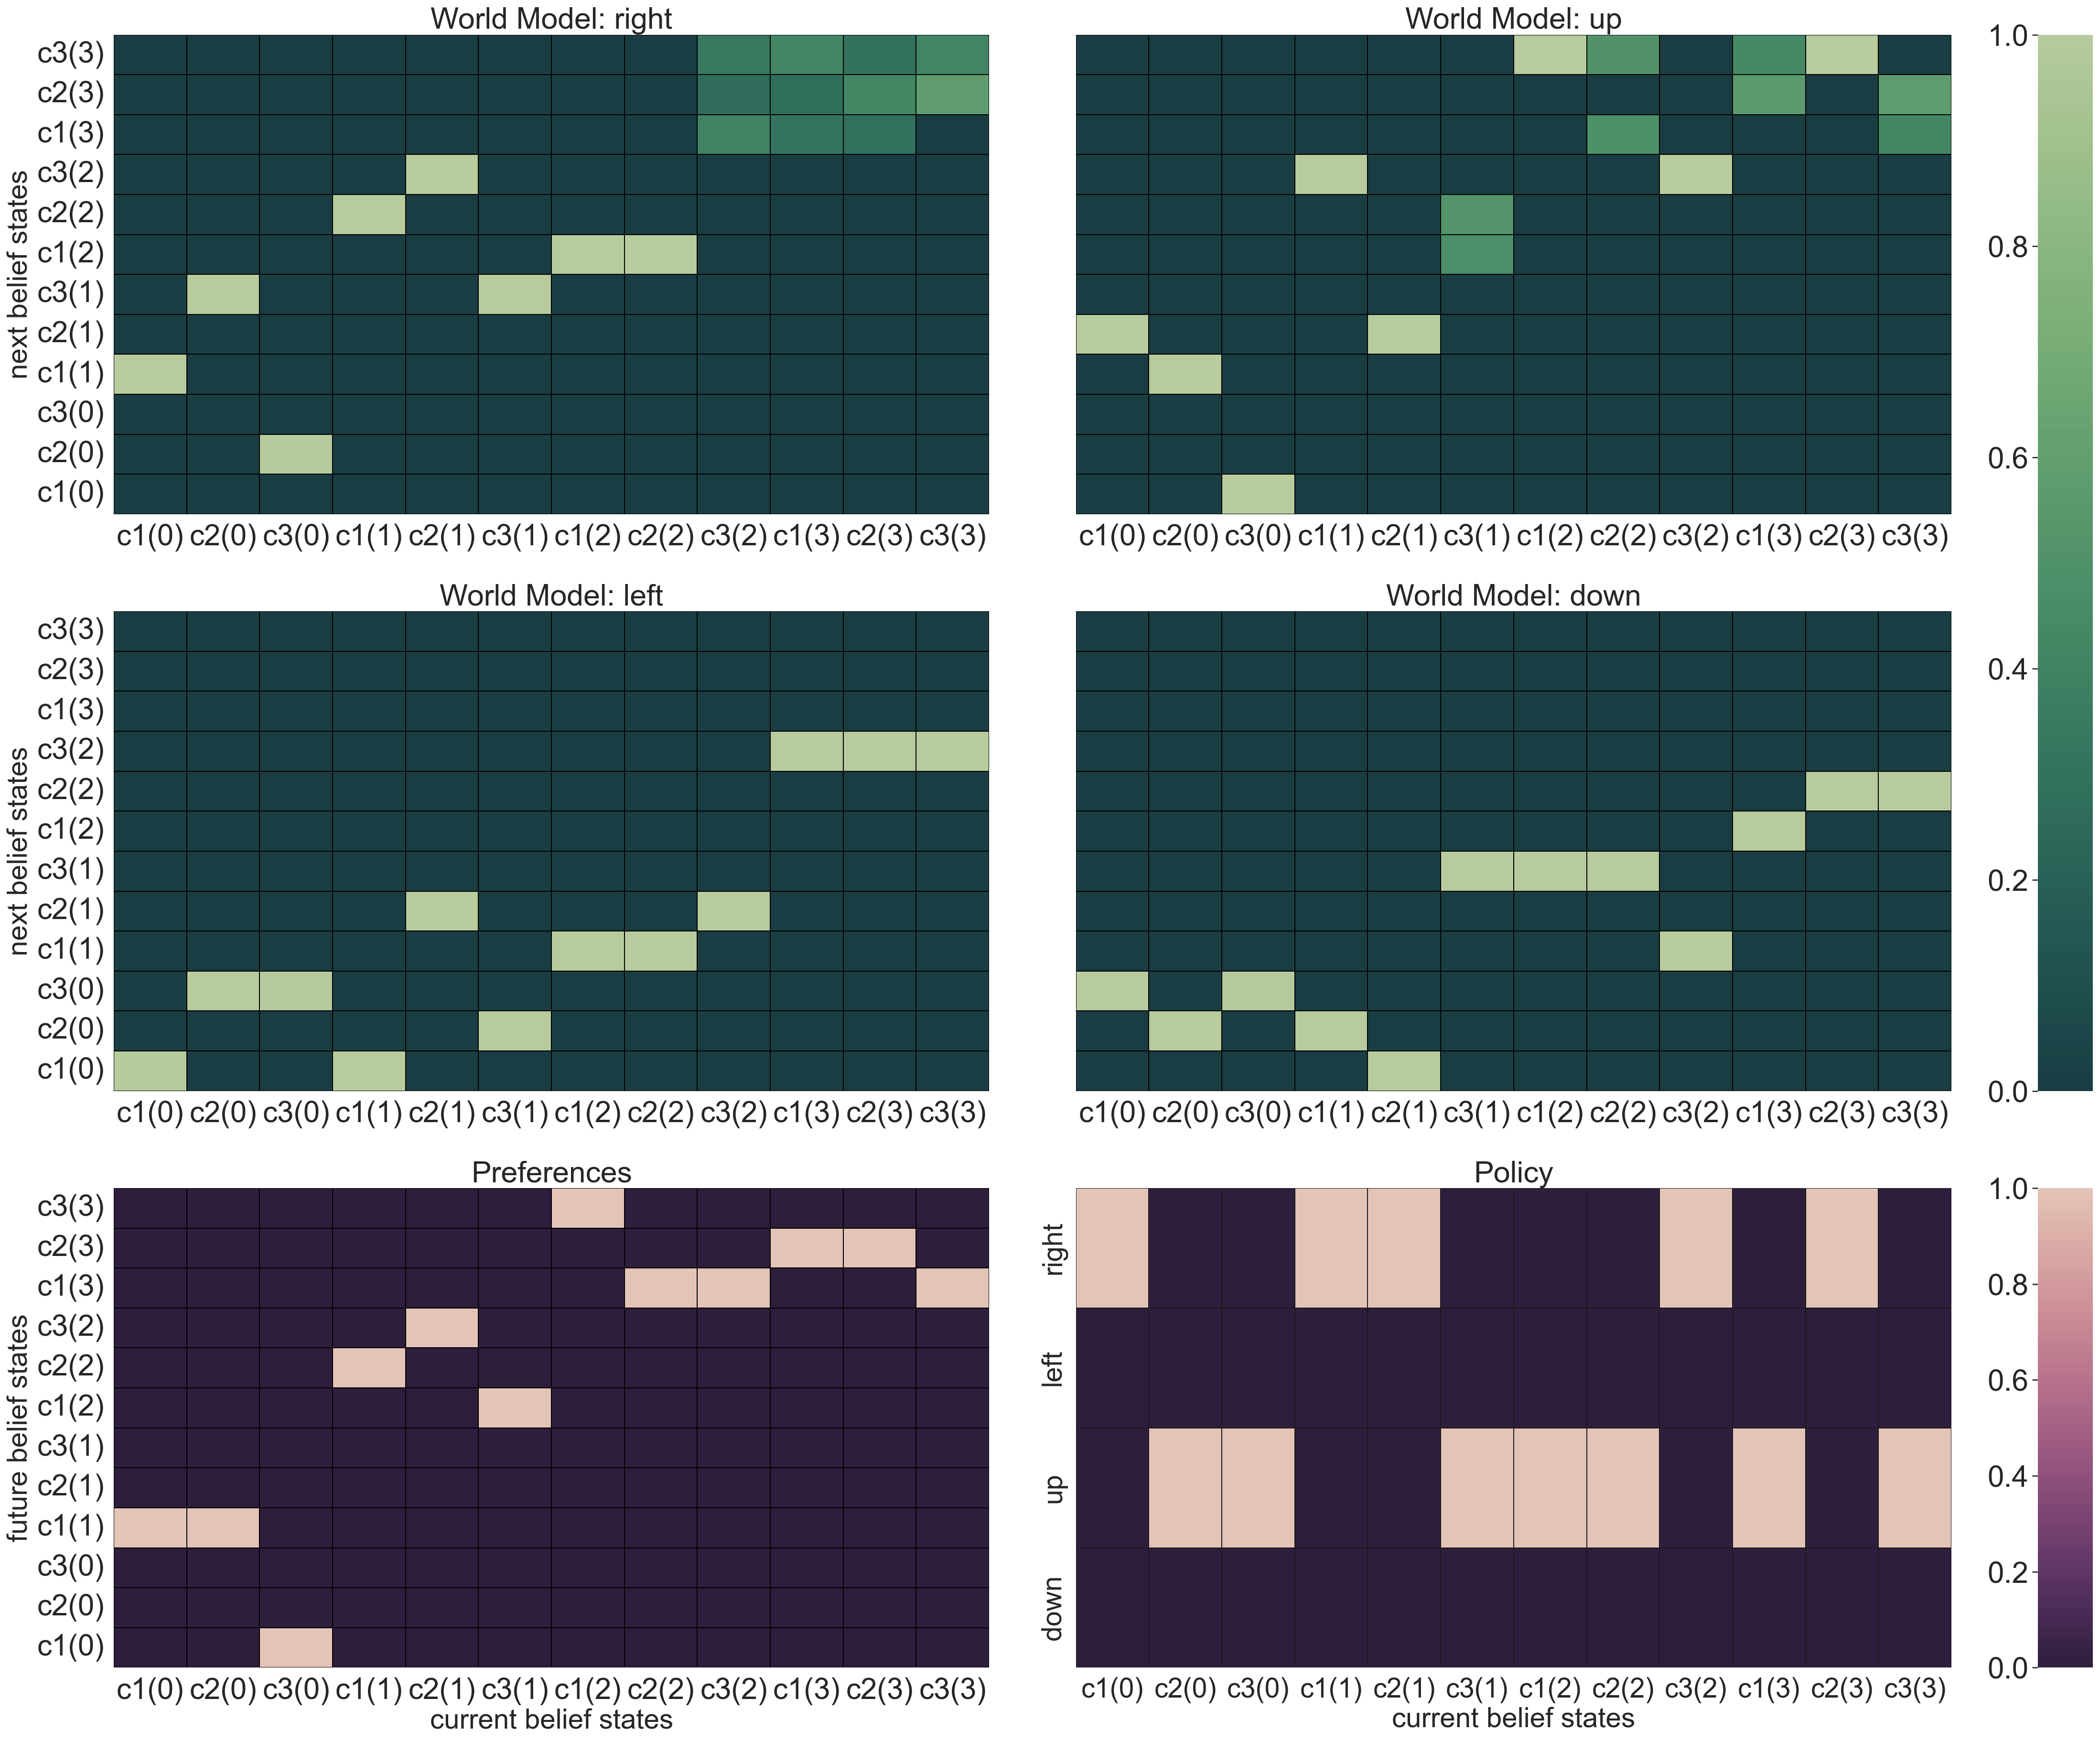 World Model: right
World Model: up
next belief states
c3(3)
c2(3)
c1(3)
c3(2)
c2(2)
c1(2)
c3(1)
c2(1)
c1(1)
c3(0)
c2(0)
c1(0)
c1(0) c2(0) c3(0) c1(1) c2(1) c3(1) c1(2) c2(2) c3(2) c1(3) c2(3) c3(3)
c1(0) c2(0) c3(0) c1(1) c2(1) c3(1) c1(2) c2(2) c3(2) c1(3) c2(3) c3(3)
World Model: left
World Model: down
next belief states
c3(3)
c2(3)
c1(3)
c3(2)
c2(2)
c1(2)
c3(1)
c2(1)
c1(1)
c3(0)
c2(0)
c1(0)
c1(0) c2(0) c3(0) c1(1) c2(1) c3(1) c1(2) c2(2) c3(2) c1(3) c2(3) c3(3)
c1(0) c2(0) c3(0) c1(1) c2(1) c3(1) c1(2) c2(2) c3(2) c1(3) c2(3) c3(3)
1.0
0.8
0.6
0.4
0.2
0.0
Preferences
future belief states
c3(3)
c2(3)
c1(3)
c3(2)
c2(2)
c1(2)
c3(1)
c2(1)
c1(1)
c3(0)
c2(0)
c1(0)
c1(0) c2(0) c3(0) c1(1) c2(1) c3(1) c1(2) c2(2) c3(2) c1(3) c2(3) c3(3)
current belief states
Policy
right
left
up
down
c1(0) c2(0) c3(0) c1(1) c2(1) c3(1) c1(2) c2(2) c3(2) c1(3) c2(3) c3(3)
current belief states
1.0
0.8
0.6
0.4
0.2
0.0